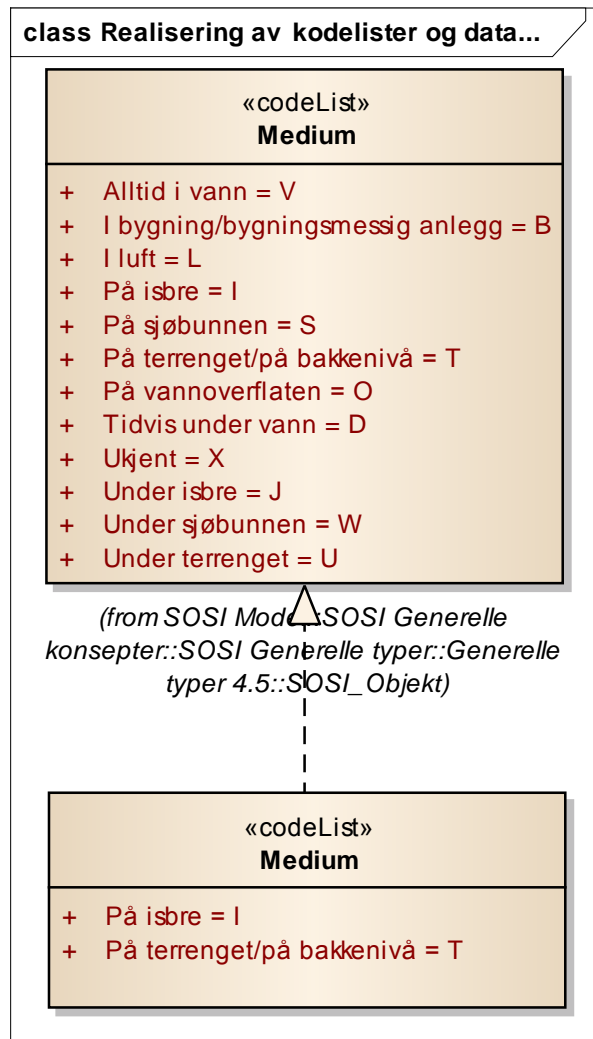 class Realisering av kodelister og data...
«codeList»
Medium
+ Alltid i vann = V
+ I bygning/bygningsmessig anlegg = B
+ I luft = L
+ På isbre = I
+ På sjøbunnen = S
+ På terrenget/på bakkenivå = T
+ På vannoverflaten = O
+ Tidvis under vann = D
+ Ukjent = X
+ Under isbre = J
+ Under sjøbunnen = W
+ Under terrenget = U
(from SOSI Model::SOSI Generelle
konsepter::SOSI Generelle typer::Generelle
typer 4.5::SOSI_Objekt)
«codeList»
Medium
+ På isbre = I
+ På terrenget/på bakkenivå = T